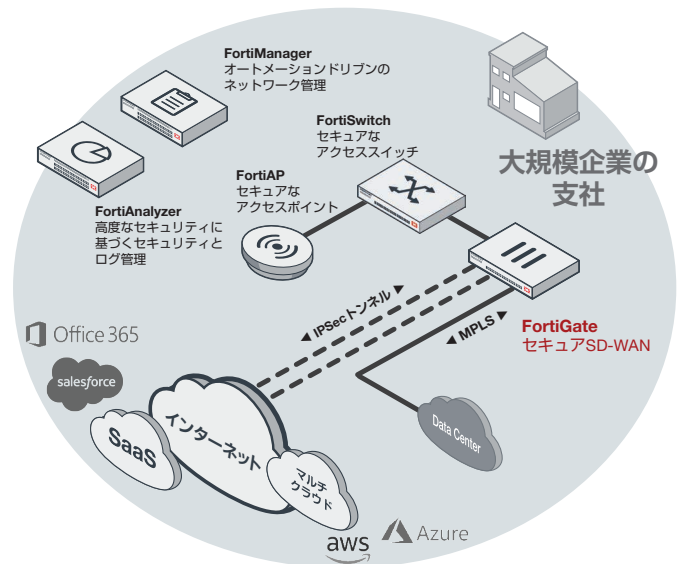 FortiManager
オートメーションドリブンの
ネットワーク管理
FortiSwitch
セキュアな
アクセススイッチ
大規模企業の
支社
FortiAP
セキュアな
アクセスポイント
FortiAnalyzer
高度なセキュリティに
基づくセキュリティと
ログ管理
◀ IPSecトンネル ▶
◀ MPLS ▶
FortiGate
セキュアSD-WAN
Office 365
salesforce
SaaS
インターネット
マルチ
クラウド
Data Center
aws
Azure